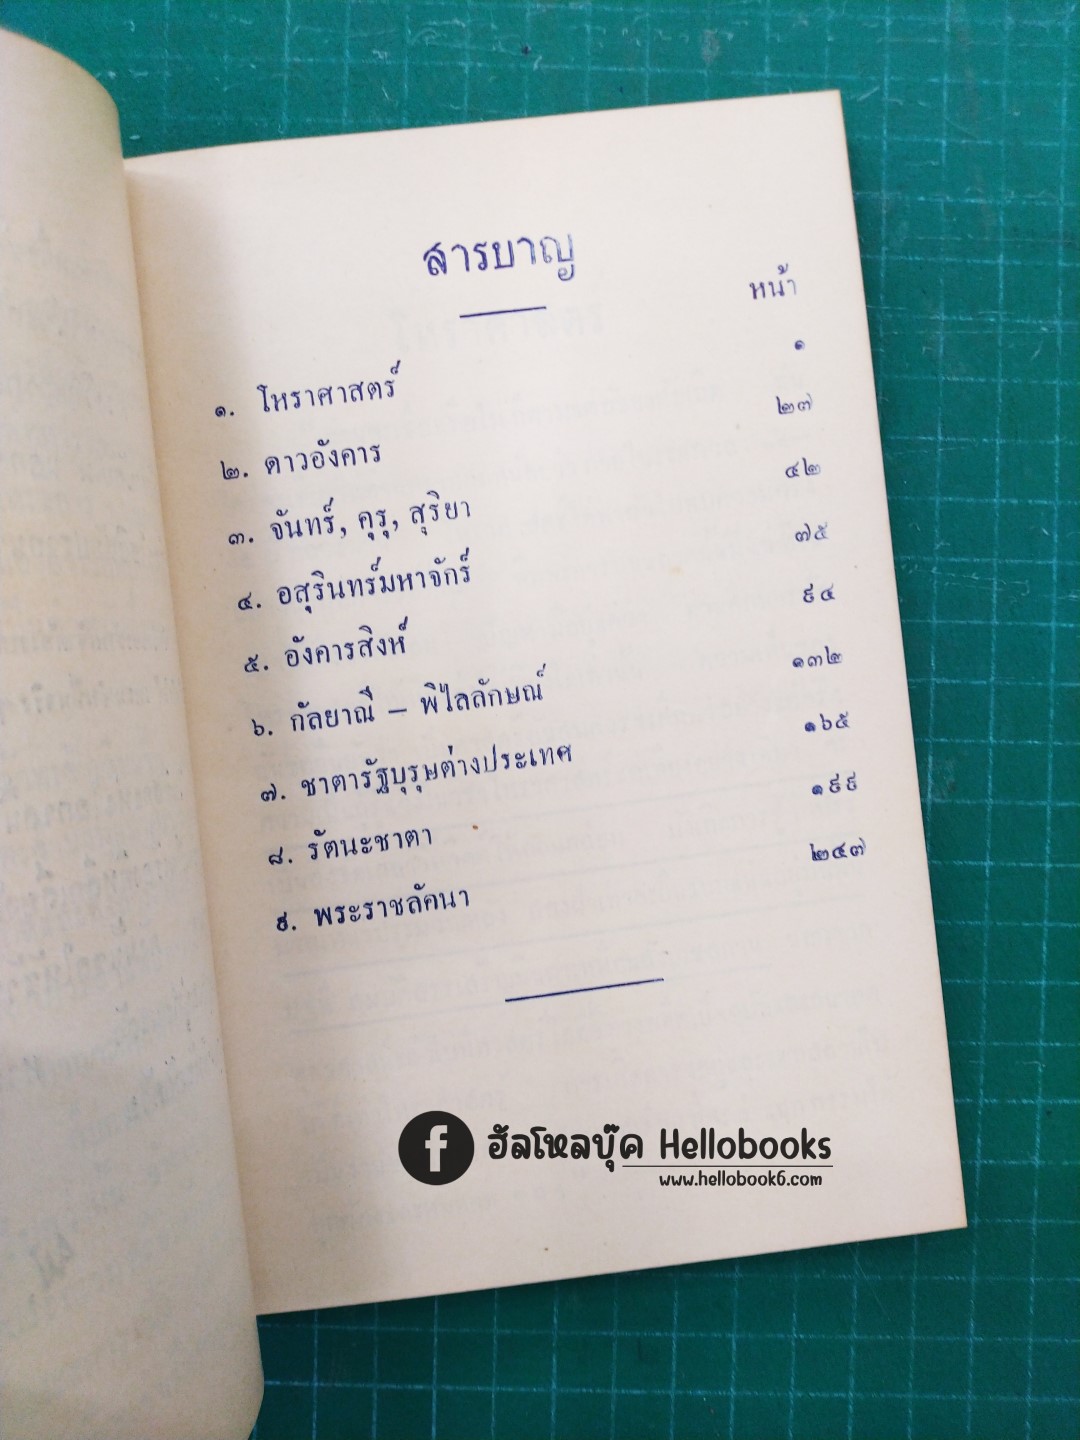 สารบาญ
หน้า
๑. โหราศาสตร์ ๑
๒. ดาวอังคาร ๒๗
๓. จันทร์, คุรุ, สุริยา ๔๒
๔. อสุรินทร์มหาจักร์ ๗๕
๕. อังคารสิงห์ ๙๔
๖. กัลยาณี – พิไลลักษณ์ ๑๓๒
๗. ชาตารัฐบุรุษต่างประเทศ ๑๖๕
๘. รัตนะชาตา ๑๙๙
๙. พระราชลัคนา ๒๔๗
ฮัลโหลบุ๊ค Hellobooks
www.hellobook6.com